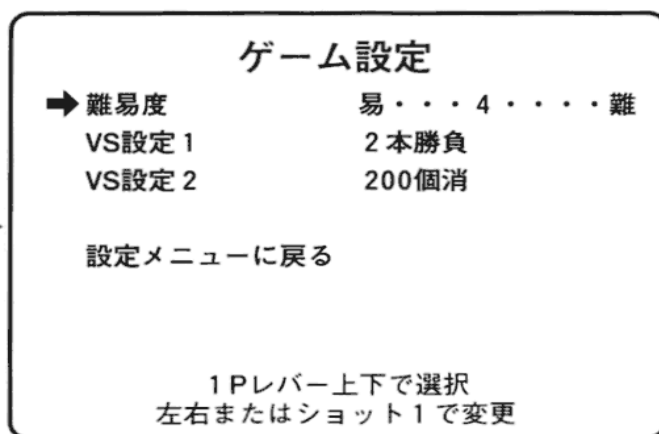 ゲーム設定
➡難易度 易・・・4・・・・難
VS設定1 2本勝負
VS設定2 200個消
設定メニューに戻る
1Pレバー上下で選択
左右またはショット1で変更